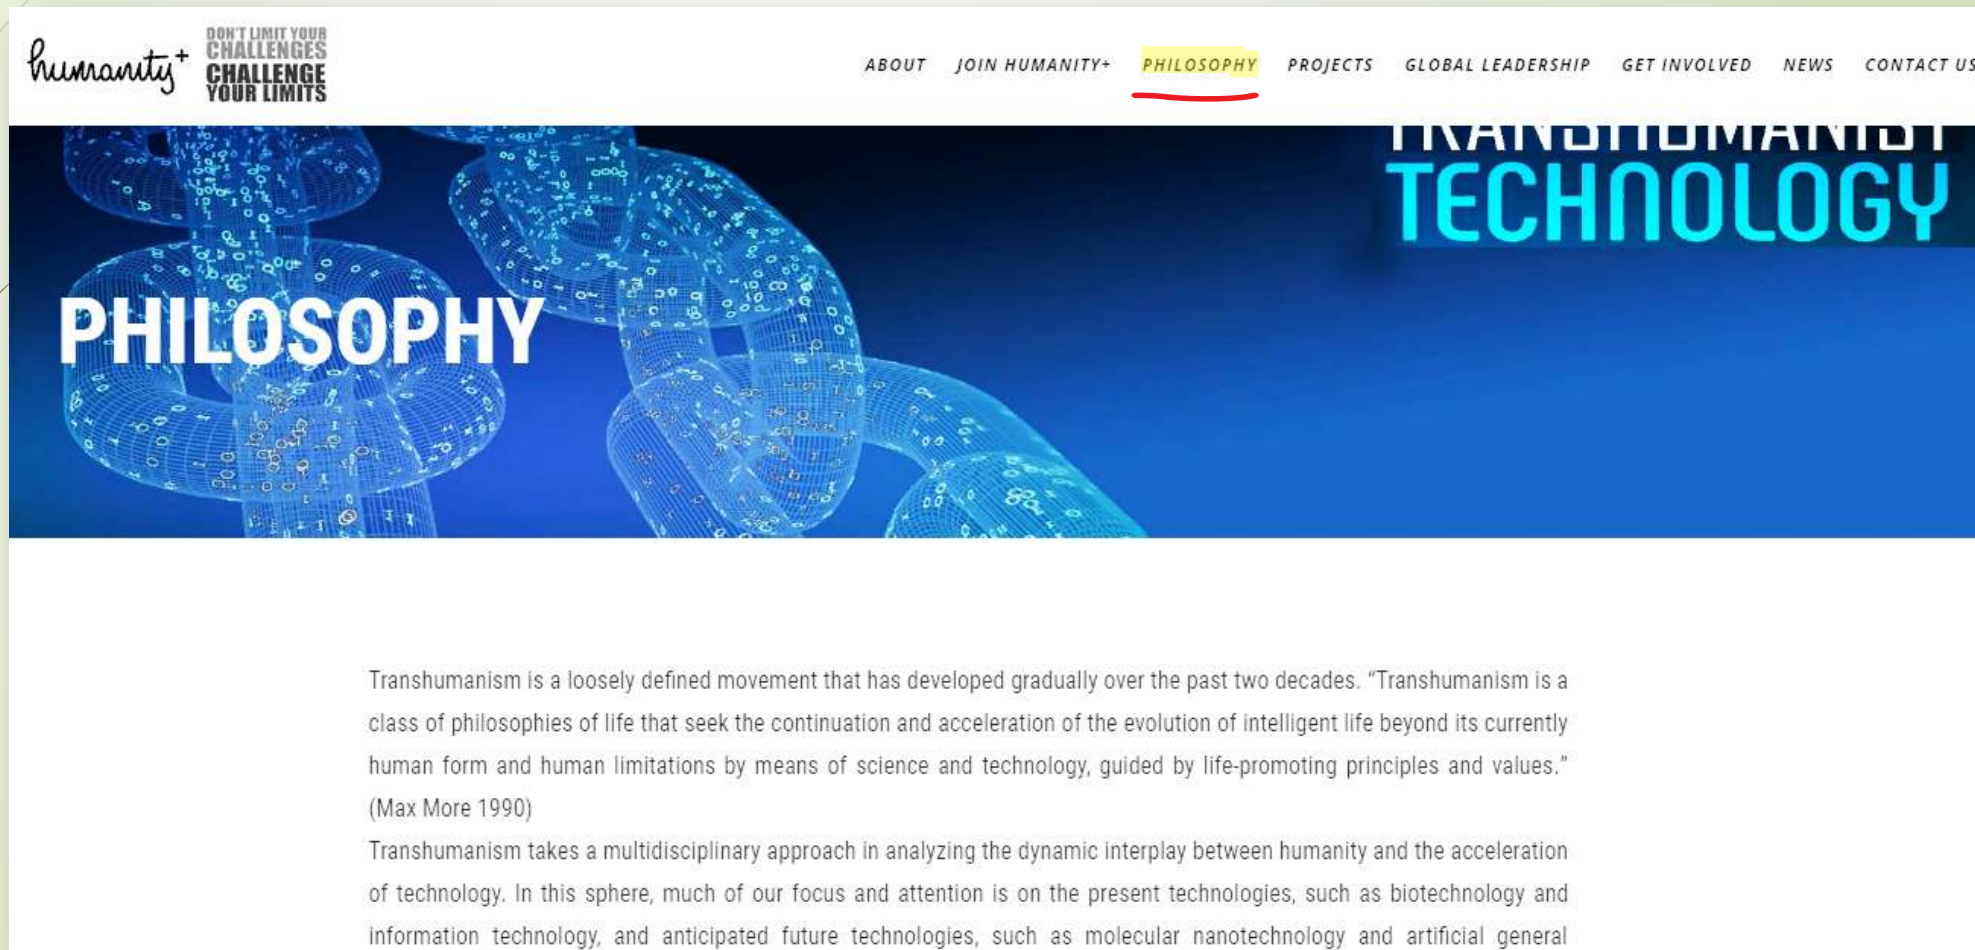 humanity+
DON'T LIMIT YOUR
CHALLENGES
CHALLENGE
YOUR LIMITS
ABOUT JOIN HUMANITY+ PHILOSOPHY PROJECTS GLOBAL LEADERSHIP GET INVOLVED NEWS CONTACT US
TRANSHUMANIST
TECHNOLOGY
PHILOSOPHY
Transhumanism is a loosely defined movement that has developed gradually over the past two decades. “Transhumanism is a
class of philosophies of life that seek the continuation and acceleration of the evolution of intelligent life beyond its currently
human form and human limitations by means of science and technology, guided by life-promoting principles and values.”
(Max More 1990)
Transhumanism takes a multidisciplinary approach in analyzing the dynamic interplay between humanity and the acceleration
of technology. In this sphere, much of our focus and attention is on the present technologies, such as biotechnology and
information technology, and anticipated future technologies, such as molecular nanotechnology and artificial general